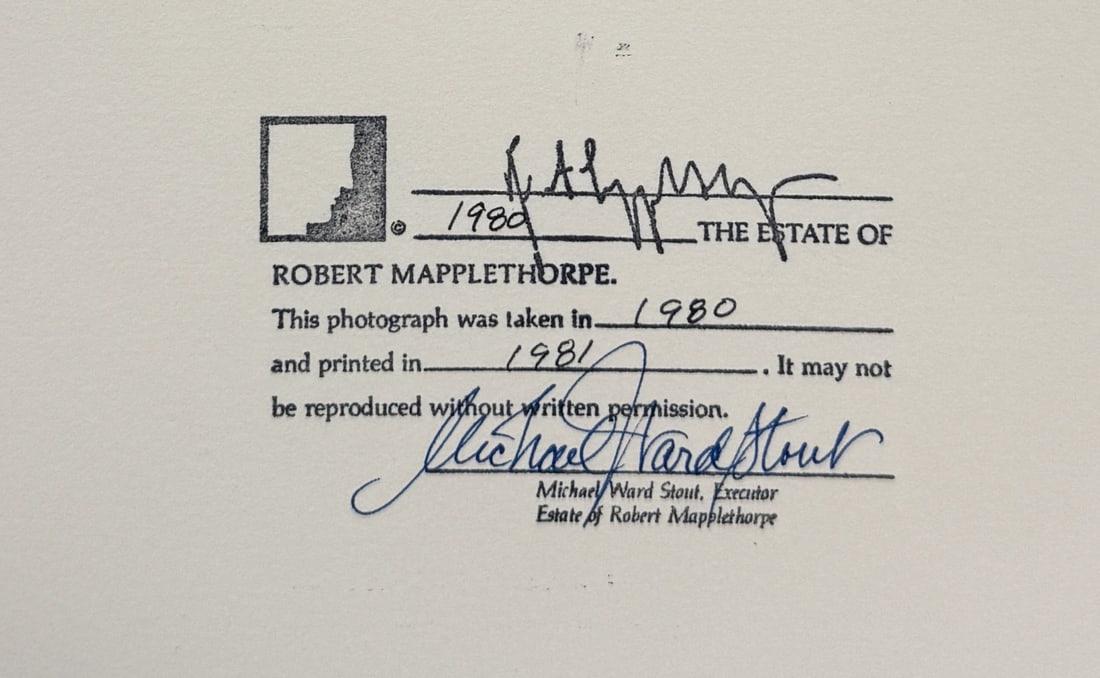 © 1980 THE ESTATE OF
ROBERT MAPPLETHORPE.
This photograph was taken in 1980
and printed in 1981 . It may not
be reproduced without written permission.
Michael Ward Stout
Michael Ward Stout, Executor
Estate of Robert Mapplethorpe